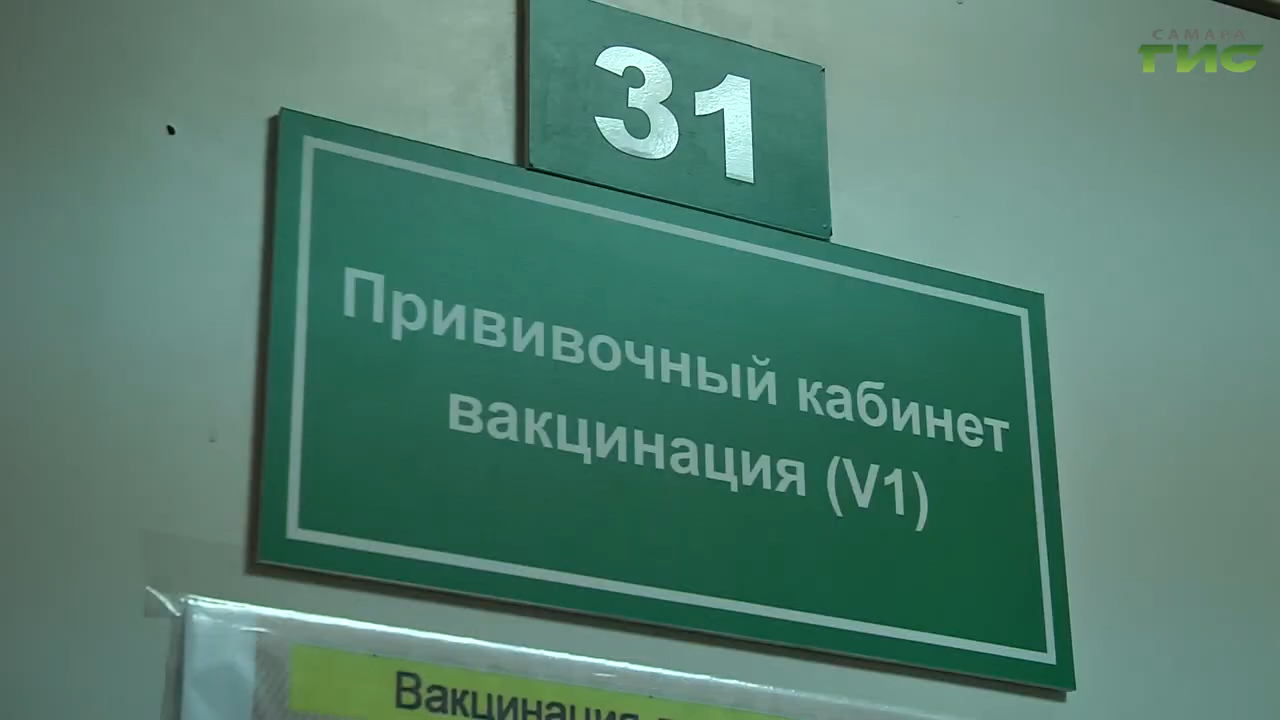 САМАРА
ГИС
31
Прививочный кабинет
вакцинация (V1)
Вакцинация